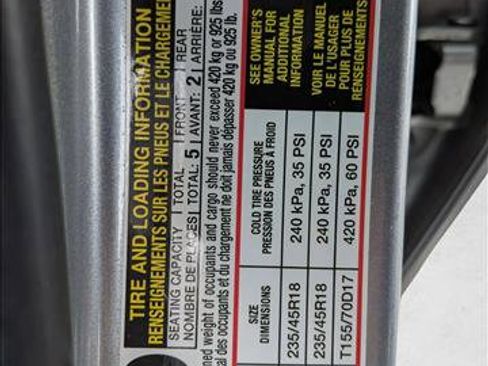 TIRE AND LOADING INFORMATION
RENSEIGNEMENTS SUR LES PNEUS ET LE CHARGEMENT
SEATING CAPACITY | TOTAL | FRONT | REAR
NOMBRE DE PLACES | TOTAL: 5 | AVANT: 2 | ARRIÈRE:
weight of occupants and cargo should never exceed 420 kg or 925 lbs
des occupants et du chargement ne doit jamais dépasser 420 kg ou 925 lb.
SIZE
DIMENSIONS
COLD TIRE PRESSURE
PRESSION DES PNEUS À FROID
SEE OWNER'S
MANUAL FOR
ADDITIONAL
INFORMATION
VOIR LE MANUEL
DE L'USAGER
POUR PLUS DE
RENSEIGNEMENTS
235/45R18 240 kPa, 35 PSI
235/45R18 240 kPa, 35 PSI
T155/70D17 420 kPa, 60 PSI